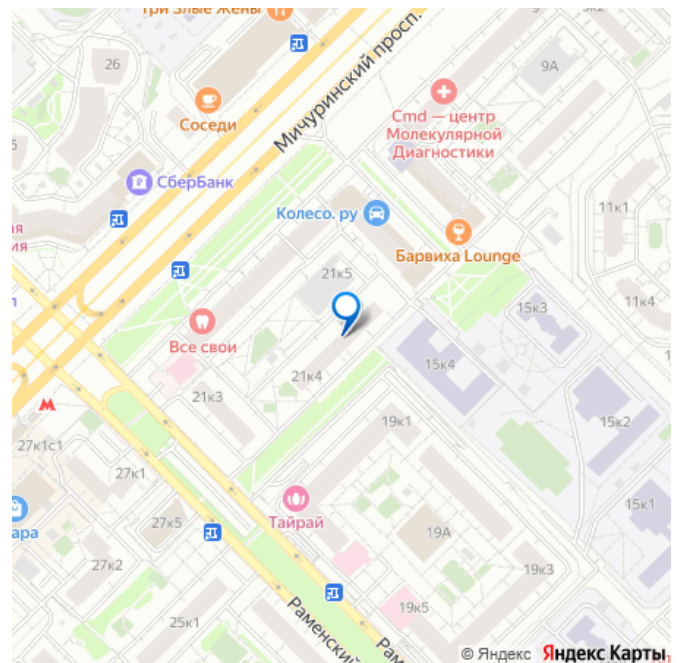 Три Злые Жены
9
26
9А
Cmd — центр
Молекулярной
Диагностики
Соседи
Мичуринский просп.
СберБанк
Колесо. ру
11к1
Барвиха Lounge
21к5
15к3
11к4
Все свои
15к4
21к4
21к3
19к1
15к2
27к1с1
27к1
Тайрай
15к1
27к5
19А
27к2
19к3
19к5
25к1
Раменский
Рам
© Яндекс Яндекс Карты